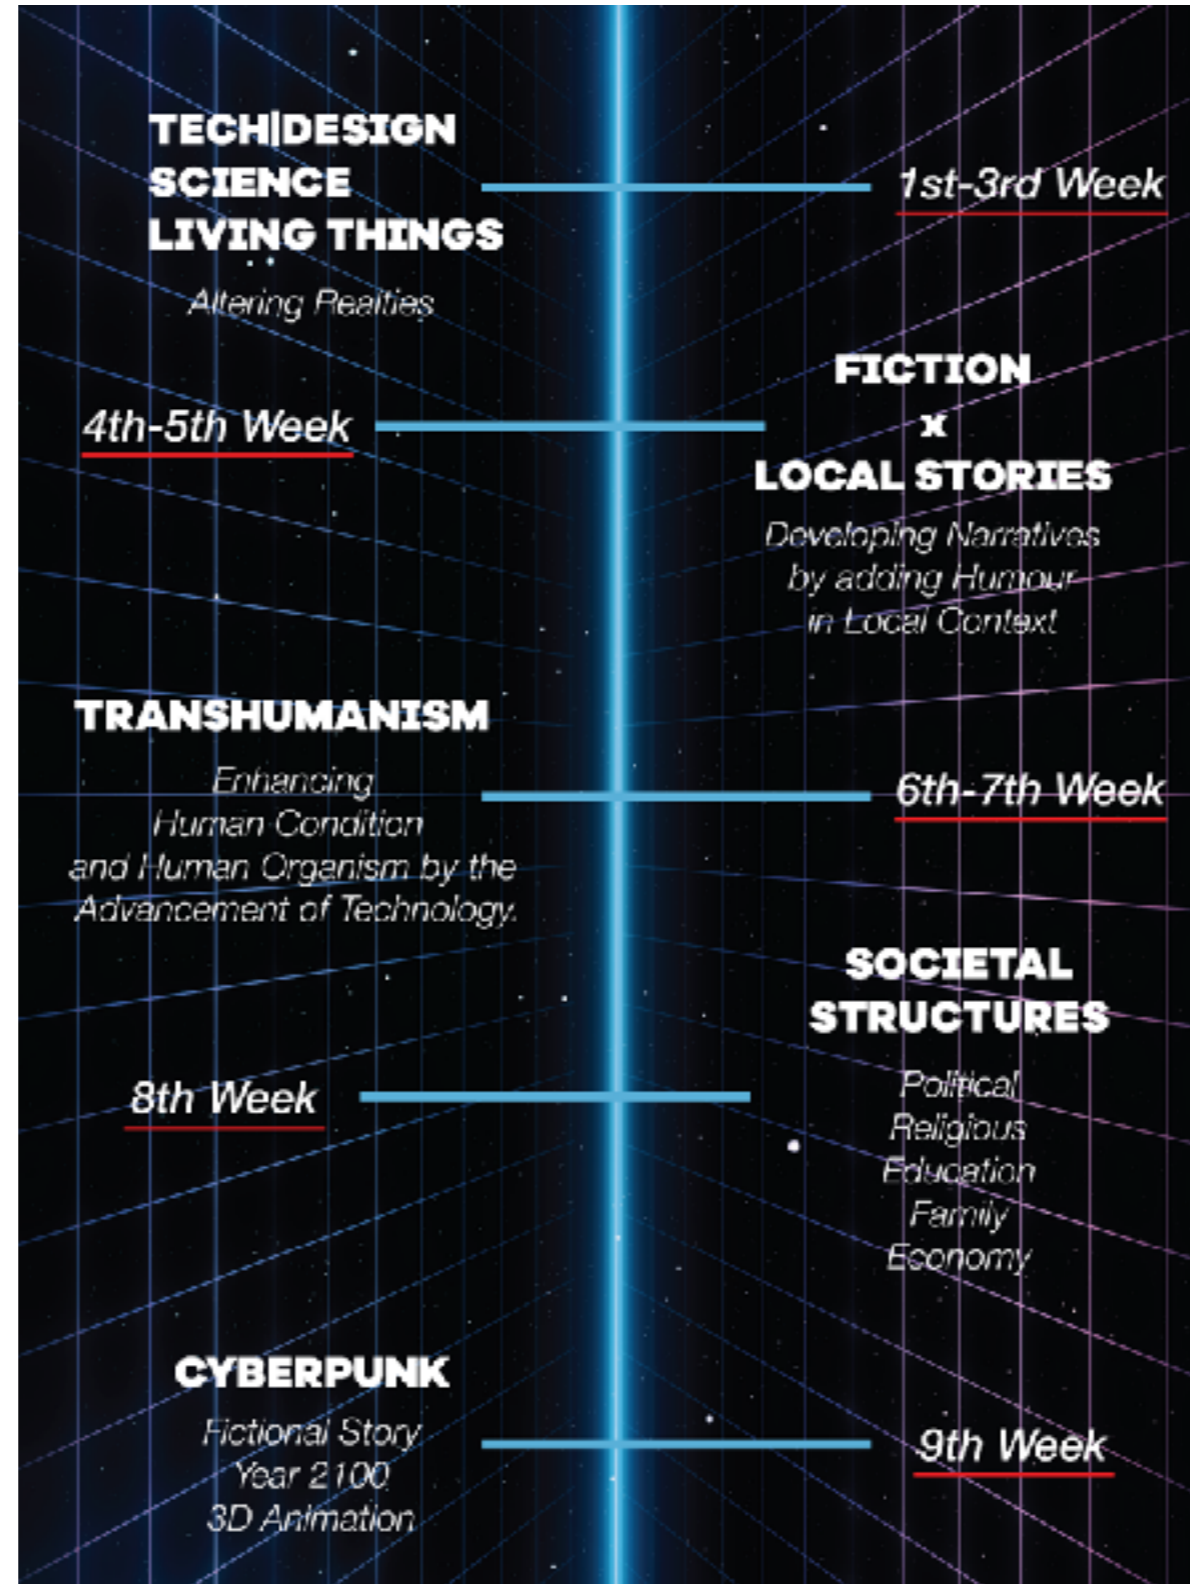 TECH|DESIGN
SCIENCE
LIVING THINGS
Altering Realties
1st-3rd Week
4th-5th Week
FICTION
x
LOCAL STORIES
Developing Narratives
by adding Humour
in Local Context
TRANSHUMANISM
Enhancing
Human Condition
and Human Organism by the
Advancement of Technology.
6th-7th Week
8th Week
SOCIETAL
STRUCTURES
Political
Religious
Education
Family
Economy
CYBERPUNK
Fictional Story
Year 2100
3D Animation
9th Week